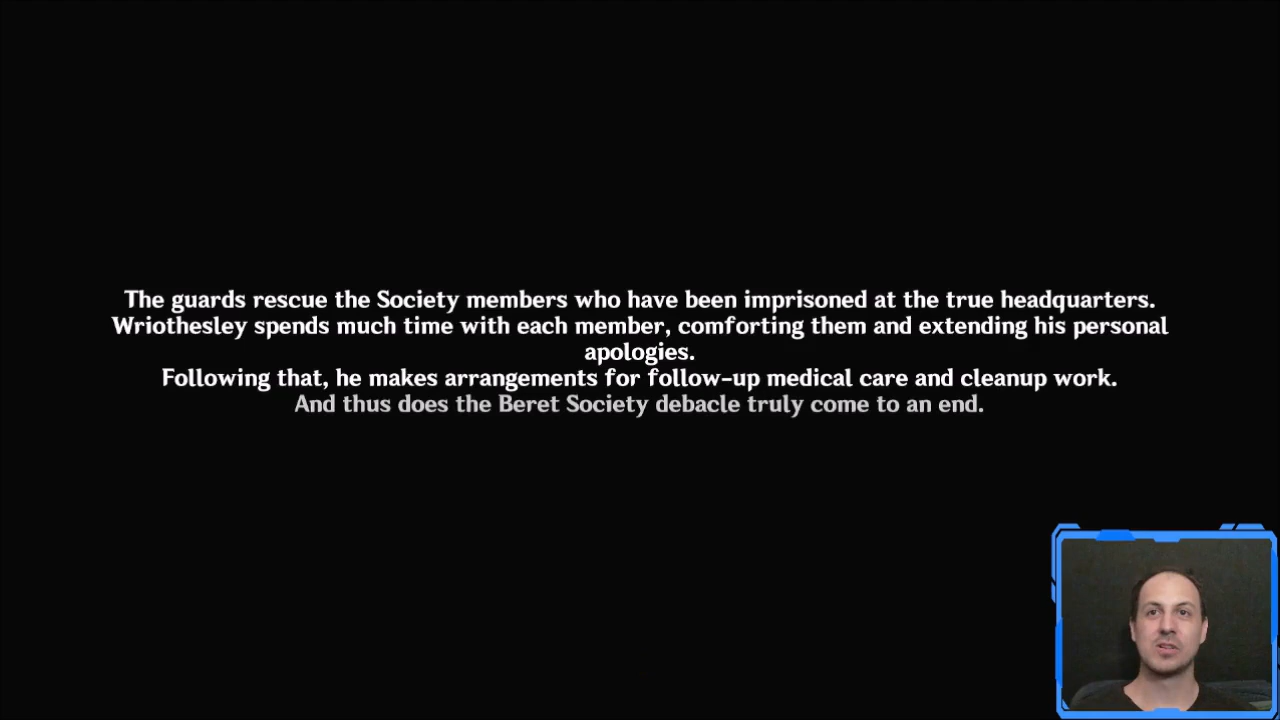 The guards rescue the Society members who have been imprisoned at the true headquarters.
Wriothesley spends much time with each member, comforting them and extending his personal
apologies.
Following that, he makes arrangements for follow-up medical care and cleanup work.
And thus does the Beret Society debacle truly come to an end.